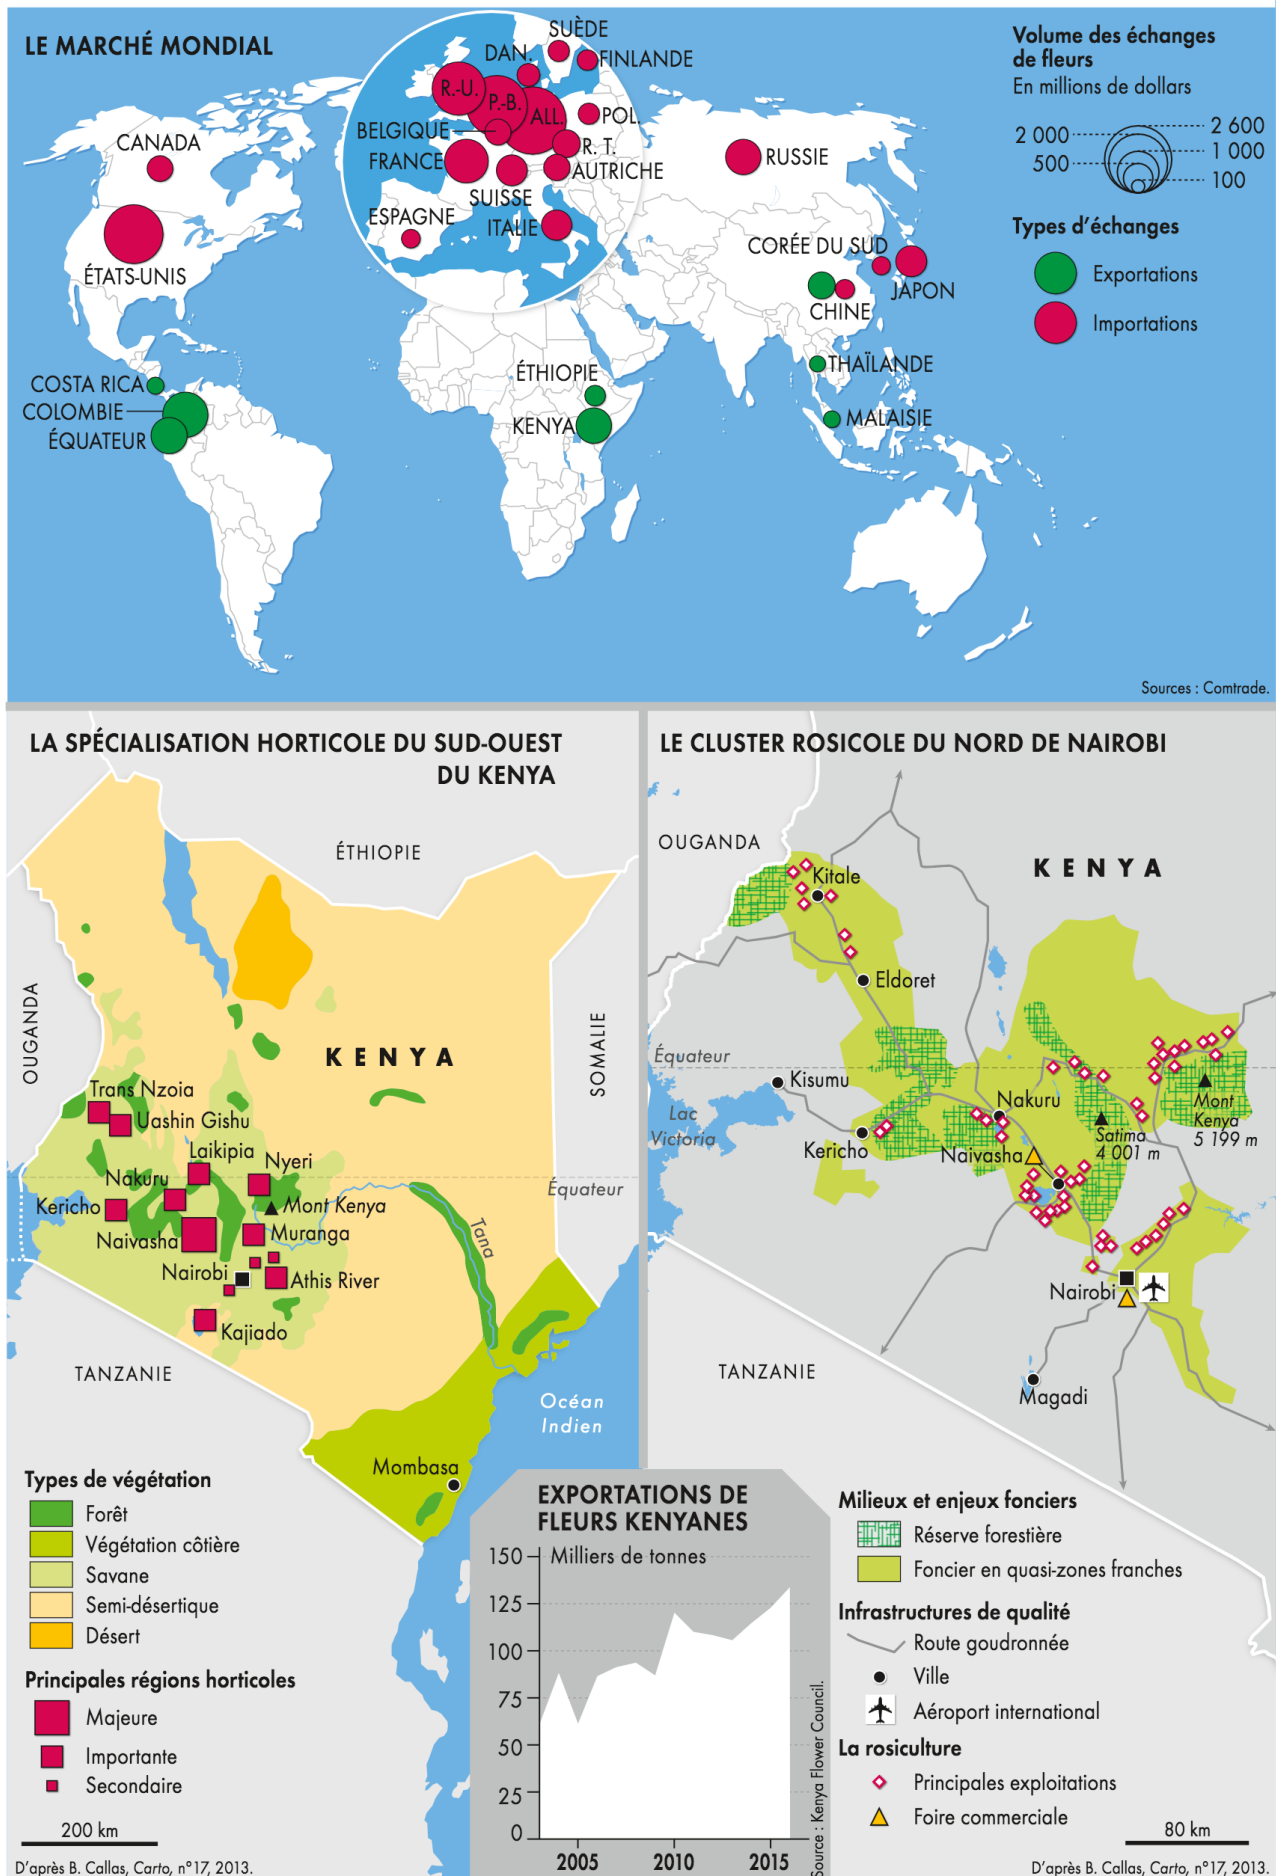 LE MARCHÉ MONDIAL
SUÈDE
DAN.
FINLANDE
R.-U.
P.-B.
ALL.
POL.
BELGIQUE
R. T.
FRANCE
AUTRICHE
SUISSE
ESPAGNE
ITALIE
CANADA
ÉTATS-UNIS
RUSSIE
CORÉE DU SUD
JAPON
CHINE
COSTA RICA
COLOMBIE
ÉQUATEUR
ÉTHIOPIE
KENYA
THAÏLANDE
MALAISIE
Volume des échanges
de fleurs
En millions de dollars
2 600
2 000
1 000
500
100
Types d'échanges
Exportations
Importations
Sources : Comtrade.
LA SPÉCIALISATION HORTICOLE DU SUD-OUEST
DU KENYA
ÉTHIOPIE
OUGANDA
SOMALIE
KENYA
Trans Nzoia
Uashin Gishu
Laikipia
Nyeri
Nakuru
Équateur
Kericho
Mont Kenya
Naivasha
Muranga
Tana
Nairobi
Athis River
Kajiado
TANZANIE
Océan
Indien
Mombasa
Types de végétation
Forêt
Végétation côtière
Savane
Semi-désertique
Désert
Principales régions horticoles
Majeure
Importante
Secondaire
200 km
D'après B. Callas, Carto, n°17, 2013.
EXPORTATIONS DE
FLEURS KENYANES
Milliers de tonnes
150
125
100
75
50
25
0
2005
2010
2015
Source : Kenya Flower Council.
LE CLUSTER ROSICOLE DU NORD DE NAIROBI
OUGANDA
KENYA
Kitale
Eldoret
Équateur
Kisumu
Lac
Victoria
Nakuru
Mont
Kenya
5 199 m
Satima
4 001 m
Kericho
Naivasha
Nairobi
TANZANIE
Magadi
Milieux et enjeux fonciers
Réserve forestière
Foncier en quasi-zones franches
Infrastructures de qualité
Route goudronnée
Ville
Aéroport international
La rosiculture
Principales exploitations
Foire commerciale
80 km
D'après B. Callas, Carto, n°17, 2013.